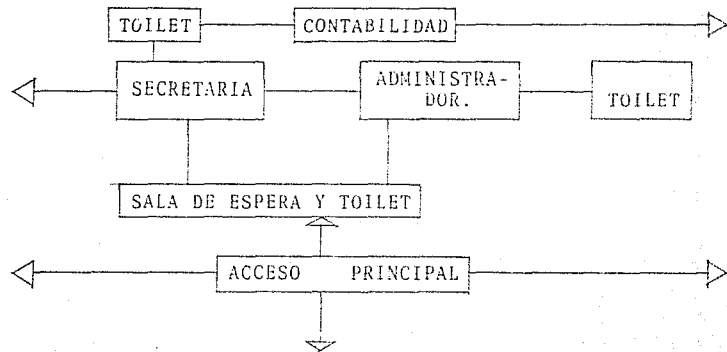 TOILET
CONTABILIDAD
SECRETARIA
ADMINISTRA-
DOR.
TOILET
SALA DE ESPERA Y TOILET
ACCESO PRINCIPAL